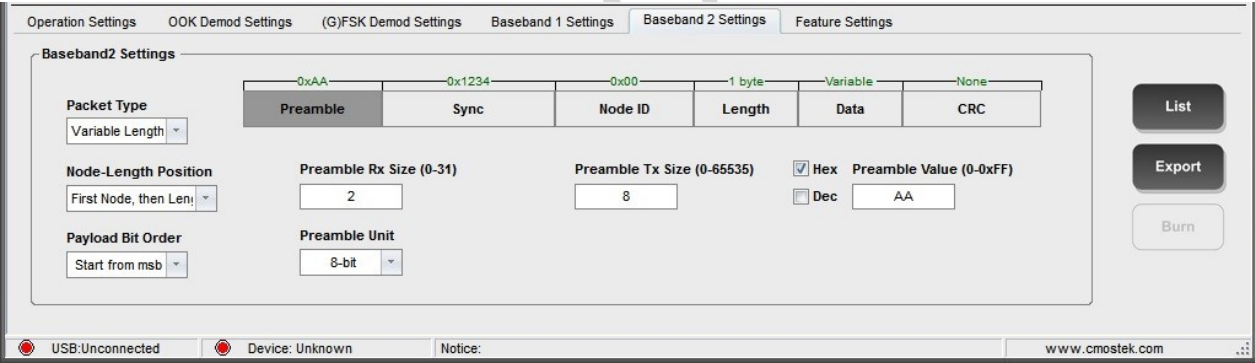 Operation Settings OOK Demod Settings (G)FSK Demod Settings Baseband 1 Settings Baseband 2 Settings Feature Settings
Baseband2 Settings
0xAA 0x1234 0x00 1 byte Variable None
Preamble Sync Node ID Length Data CRC
Packet Type
Variable Length
List
Node-Length Position Preamble Rx Size (0-31) Preamble Tx Size (0-65535) Hex Preamble Value (0-0xFF)
Export
First Node, then Leng 2 8 Dec AA
Payload Bit Order Preamble Unit
Burn
Start from msb 8-bit
USB:Unconnected Device: Unknown Notice: www.cmostek.com